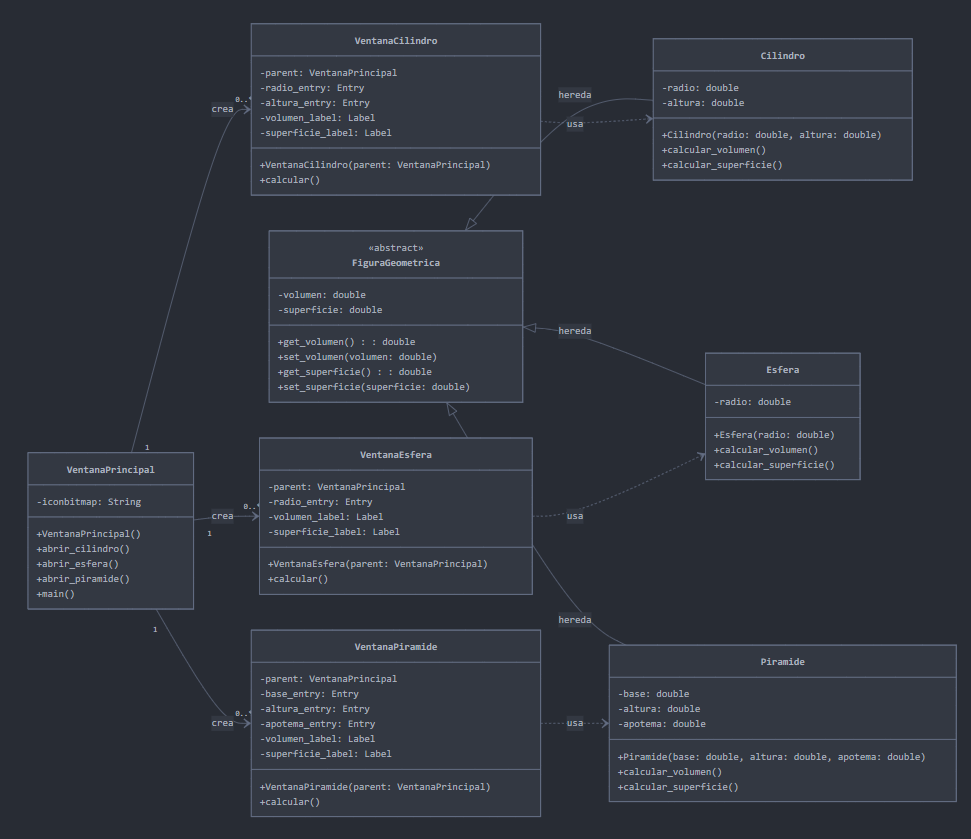 VentanaCilindro
-parent: VentanaPrincipal
-radio_entry: Entry
-altura_entry: Entry
-volumen_label: Label
-superficie_label: Label
+VentanaCilindro(parent: VentanaPrincipal)
+calcular()
Cilindro
-radio: double
-altura: double
+Cilindro(radio: double, altura: double)
+calcular_volumen()
+calcular_superficie()
hereda
usa
crea
0..*
1
«abstract»
FiguraGeometrica
-volumen: double
-superficie: double
+get_volumen() : : double
+set_volumen(volumen: double)
+get_superficie() : : double
+set_superficie(superficie: double)
hereda
Esfera
-radio: double
+Esfera(radio: double)
+calcular_volumen()
+calcular_superficie()
VentanaPrincipal
-iconbitmap: String
+VentanaPrincipal()
+abrir_cilindro()
+abrir_esfera()
+abrir_piramide()
+main()
crea
0..*
1
VentanaEsfera
-parent: VentanaPrincipal
-radio_entry: Entry
-volumen_label: Label
-superficie_label: Label
+VentanaEsfera(parent: VentanaPrincipal)
+calcular()
usa
hereda
1
crea
0..*
VentanaPiramide
-parent: VentanaPrincipal
-base_entry: Entry
-altura_entry: Entry
-apotema_entry: Entry
-volumen_label: Label
-superficie_label: Label
+VentanaPiramide(parent: VentanaPrincipal)
+calcular()
usa
Piramide
-base: double
-altura: double
-apotema: double
+Piramide(base: double, altura: double, apotema: double)
+calcular_volumen()
+calcular_superficie()